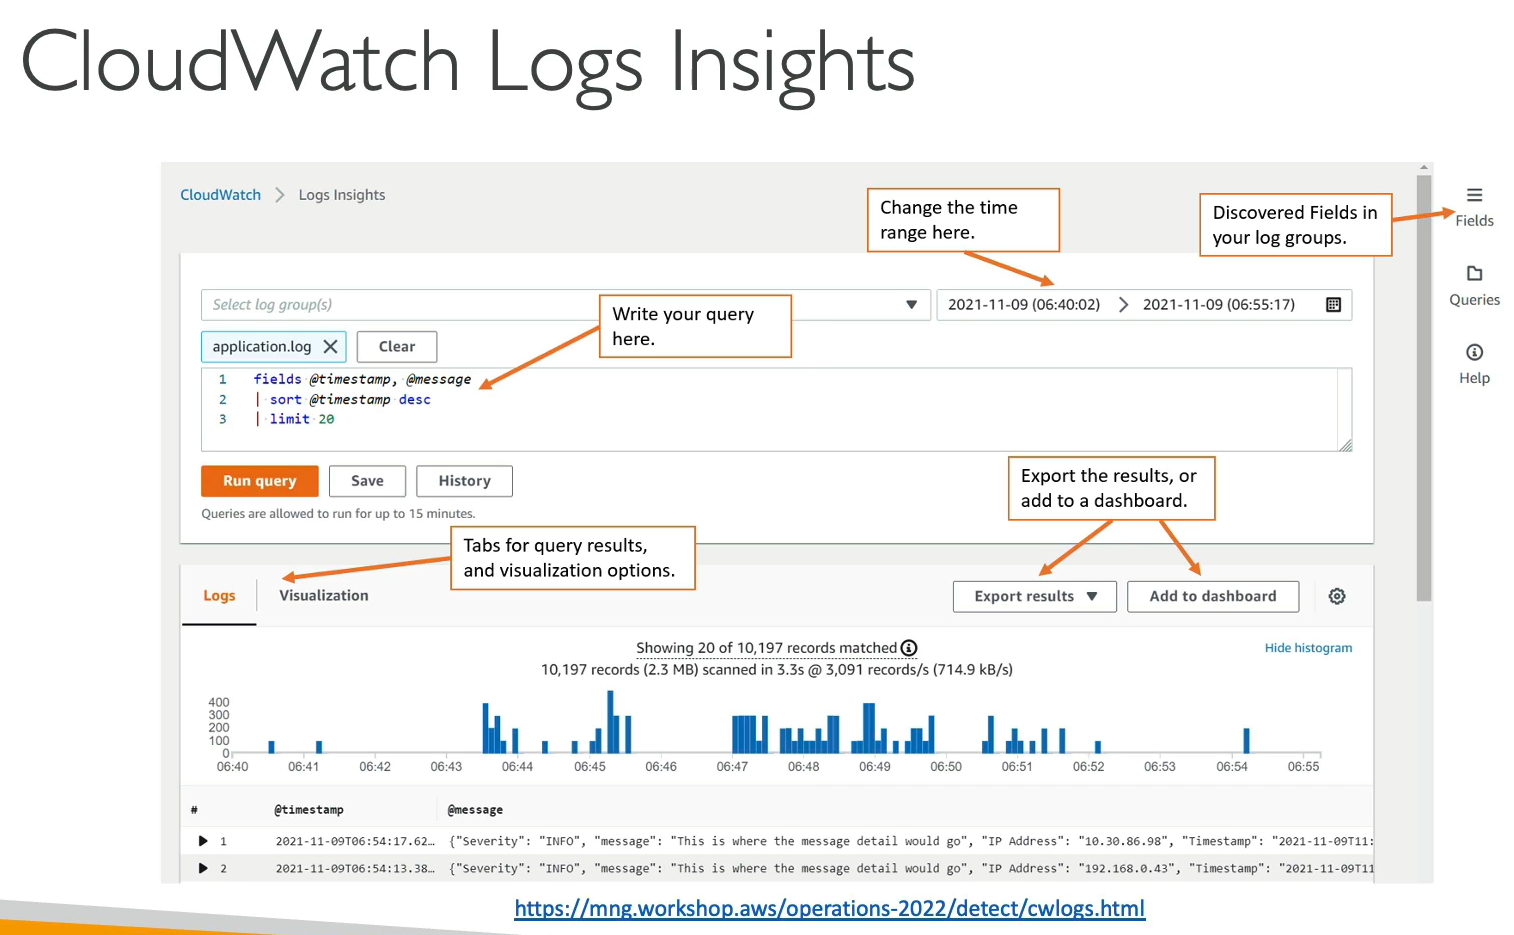 CloudWatch Logs Insights
CloudWatch > Logs Insights
Change the time
range here.
Discovered Fields in
your log groups.
Fields
Queries
Help
Select log group(s)
2021-11-09 (06:40:02) > 2021-11-09 (06:55:17)
Write your query
here.
application.log
Clear
1 fields @timestamp, @message
2 | sort @timestamp desc
3 | limit 20
Run query
Save
History
Queries are allowed to run for up to 15 minutes.
Export the results, or
add to a dashboard.
Tabs for query results,
and visualization options.
Logs
Visualization
Export results
Add to dashboard
Showing 20 of 10,197 records matched
10,197 records (2.3 MB) scanned in 3.3s @ 3,091 records/s (714.9 kB/s)
Hide histogram
400
300
200
100
0
06:40 06:41 06:42 06:43 06:44 06:45 06:46 06:47 06:48 06:49 06:50 06:51 06:52 06:53 06:54 06:55
# @timestamp @message
1 2021-11-09T06:54:17.62… {"Severity": "INFO", "message": "This is where the message detail would go", "IP Address": "10.30.86.98", "Timestamp": "2021-11-09T11:
2 2021-11-09T06:54:13.38… {"Severity": "INFO", "message": "This is where the message detail would go", "IP Address": "192.168.0.43", "Timestamp": "2021-11-09T11
https://mng.workshop.aws/operations-2022/detect/cwlogs.html